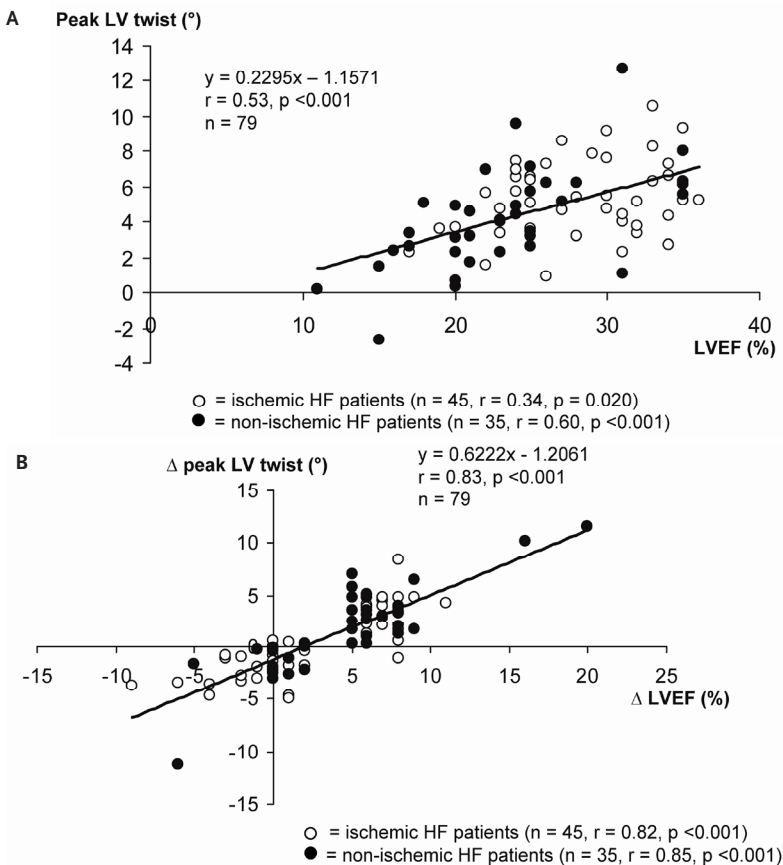 A
Peak LV twist (°)
14
12
10
8
6
4
2
0
-2
-4
y = 0.2295x – 1.1571
r = 0.53, p <0.001
n = 79
0 10 20 30 40
LVEF (%)
= ischemic HF patients (n = 45, r = 0.34, p = 0.020)
= non-ischemic HF patients (n = 35, r = 0.60, p <0.001)
B
Δ peak LV twist (°)
y = 0.6222x - 1.2061
r = 0.83, p <0.001
n = 79
15
10
5
0
-5
-10
-15
-15 -10 -5 5 10 15 20 25
Δ LVEF (%)
= ischemic HF patients (n = 45, r = 0.82, p <0.001)
= non-ischemic HF patients (n = 35, r = 0.85, p <0.001)